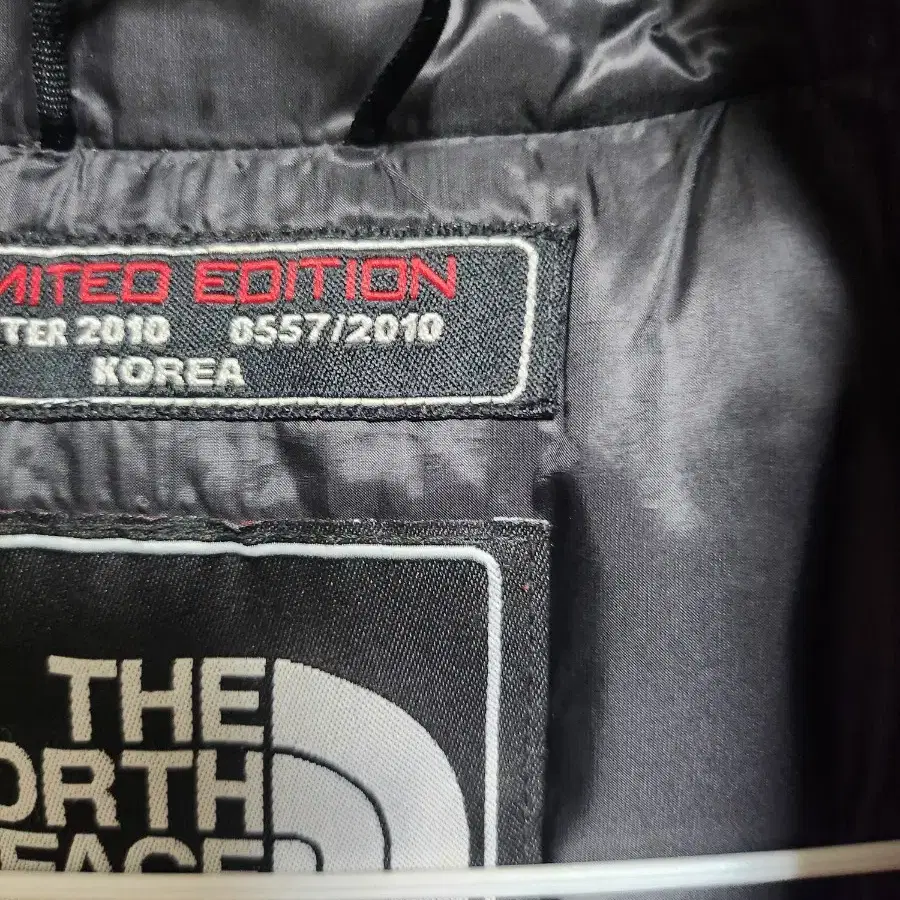 MITED EDITION
TER 2010 0557/2010
KOREA
THE
ORTH
FACE